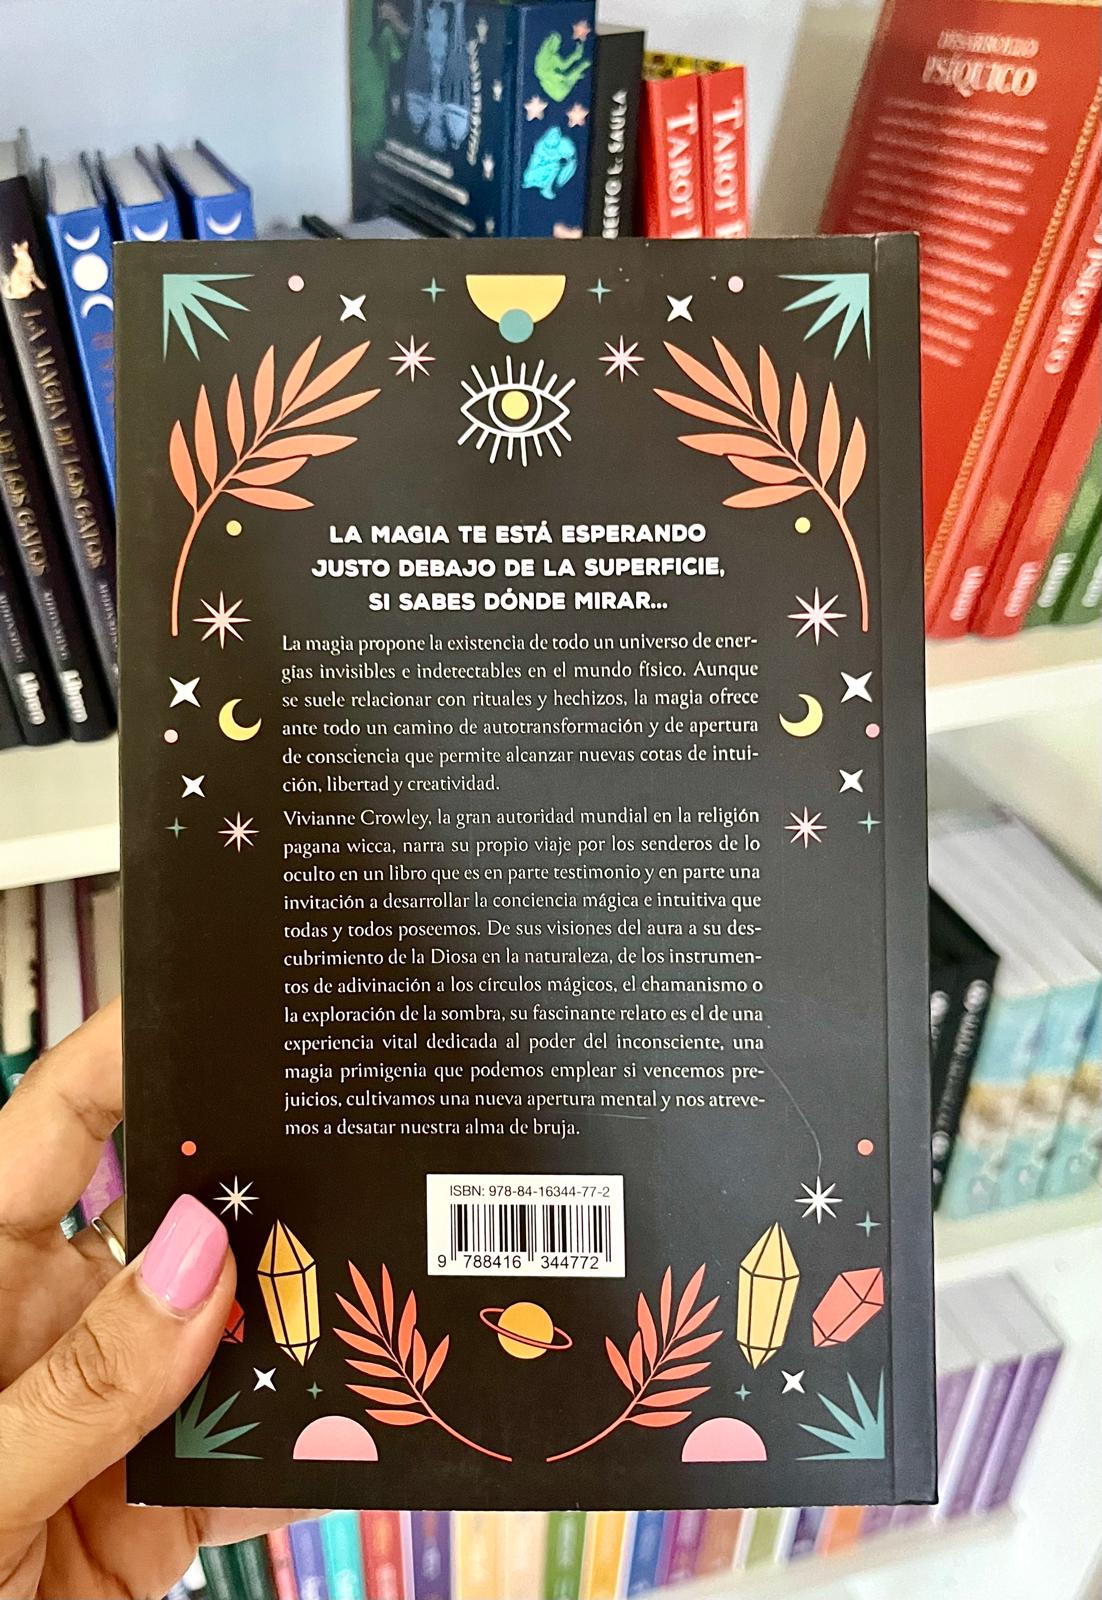 DESARROLLO
PSÍQUICO
TAROT
TAROT
LA MAGIA DE LOS GATOS
LA MAGIA TE ESTÁ ESPERANDO
JUSTO DEBAJO DE LA SUPERFICIE,
SI SABES DÓNDE MIRAR...
La magia propone la existencia de todo un universo de ener-
gías invisibles e indetectables en el mundo físico. Aunque
se suele relacionar con rituales y hechizos, la magia ofrece
ante todo un camino de autotransformación y de apertura
de consciencia que permite alcanzar nuevas cotas de intui-
ción, libertad y creatividad.
Vivianne Crowley, la gran autoridad mundial en la religión
pagana wicca, narra su propio viaje por los senderos de lo
oculto en un libro que es en parte testimonio y en parte una
invitación a desarrollar la conciencia mágica e intuitiva que
todas y todos poseemos. De sus visiones del aura a su des-
cubrimiento de la Diosa en la naturaleza, de los instrumen-
tos de adivinación a los círculos mágicos, el chamanismo o
la exploración de la sombra, su fascinante relato es el de una
experiencia vital dedicada al poder del inconsciente, una
magia primigenia que podemos emplear si vencemos pre-
juicios, cultivamos una nueva apertura mental y nos atreve-
mos a desatar nuestra alma de bruja.
ISBN: 978-84-16344-77-2
9 788416 344772